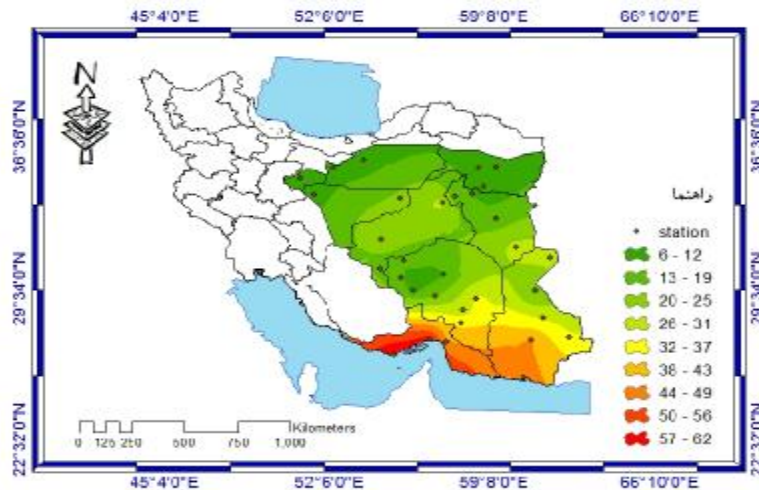 45°4'0"E 52°6'0"E 59°8'0"E 66°10'0"E
N
36°36'0"N 36°36'0"N
راهنما
station
6 - 12
13 - 19
29°34'0"N 20 - 25 29°34'0"N
26 - 31
32 - 37
38 - 43
44 - 49
50 - 56
57 - 62
Kilometers
0 125 250 500 750 1,000
22°32'0"N 22°32'0"N
45°4'0"E 52°6'0"E 59°8'0"E 66°10'0"E